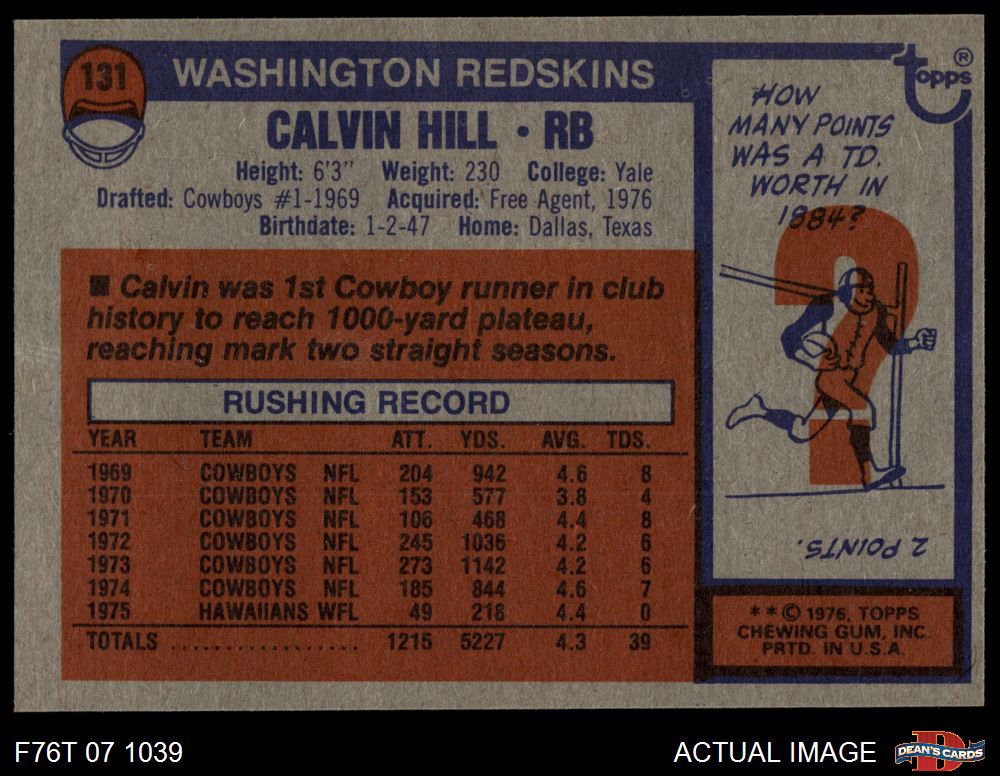 131
WASHINGTON REDSKINS
CALVIN HILL • RB
Height: 6'3" Weight: 230 College: Yale
Drafted: Cowboys #1-1969 Acquired: Free Agent, 1976
Birthdate: 1-2-47 Home: Dallas, Texas
■ Calvin was 1st Cowboy runner in club
history to reach 1000-yard plateau,
reaching mark two straight seasons.
RUSHING RECORD
YEAR TEAM ATT. YDS. AVG. TDS.
1969 COWBOYS NFL 204 942 4.6 8
1970 COWBOYS NFL 153 577 3.8 4
1971 COWBOYS NFL 106 468 4.4 8
1972 COWBOYS NFL 245 1036 4.2 6
1973 COWBOYS NFL 273 1142 4.2 6
1974 COWBOYS NFL 185 844 4.6 7
1975 HAWAIIANS WFL 49 218 4.4 0
TOTALS ................. 1215 5227 4.3 39
topps®
HOW
MANY POINTS
WAS A TD.
WORTH IN
1884?
?
2 POINTS.
**© 1976, TOPPS
CHEWING GUM, INC.
PRTD. IN U.S.A.
F76T 07 1039
ACTUAL IMAGE
D
DEAN'S CARDS